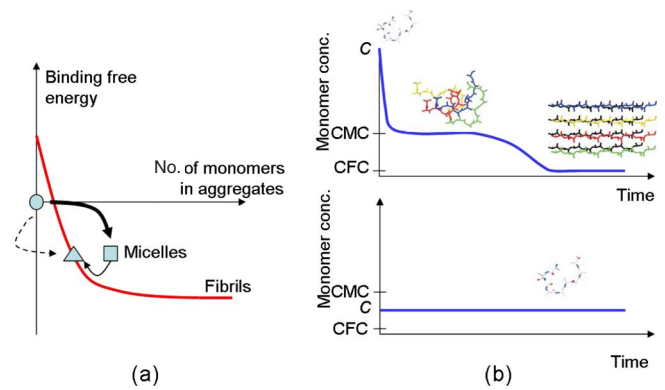 Binding free
energy
No. of monomers
in aggregates
Micelles
Fibrils
(a)
Monomer conc.
C
CMC
CFC
Time
Monomer conc.
CMC
C
CFC
Time
(b)